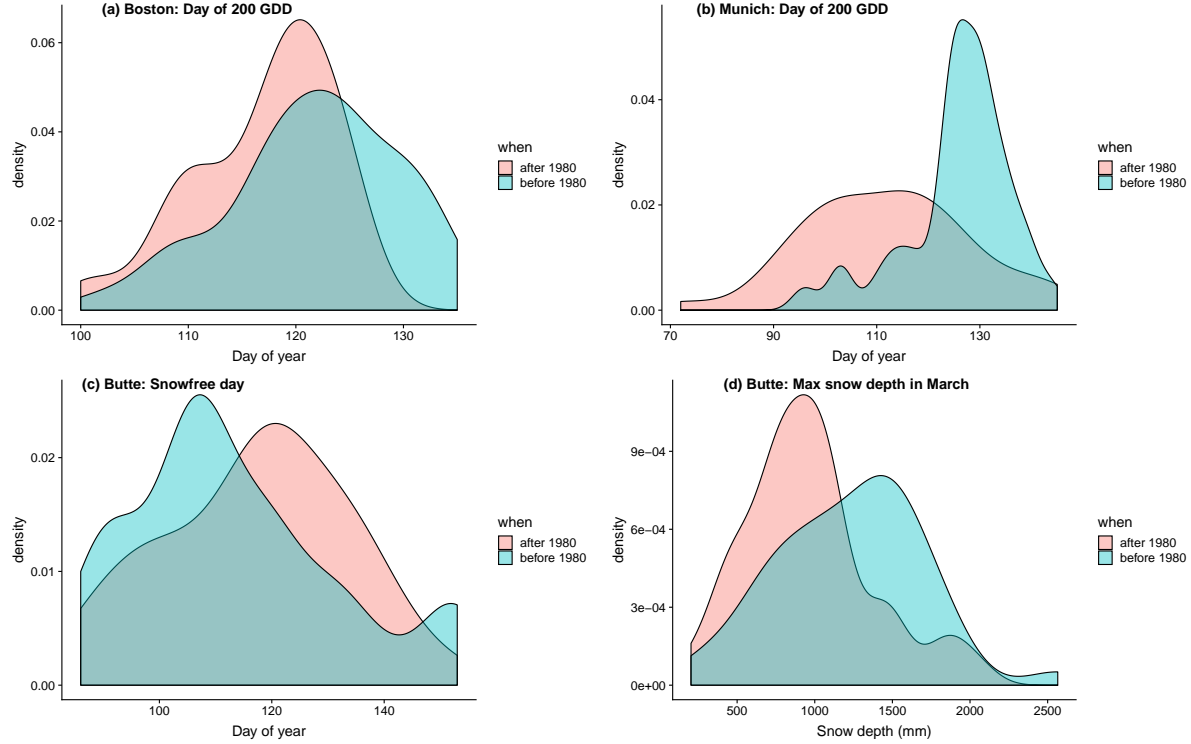 (a) Boston: Day of 200 GDD
0.06
0.04
0.02
0.00
density
100 110 120 130
Day of year
when
after 1980
before 1980
(b) Munich: Day of 200 GDD
0.04
0.02
0.00
density
70 90 110 130
Day of year
when
after 1980
before 1980
(c) Butte: Snowfree day
0.02
0.01
0.00
density
100 120 140
Day of year
when
after 1980
before 1980
(d) Butte: Max snow depth in March
9e−04
6e−04
3e−04
0e+00
density
500 1000 1500 2000 2500
Snow depth (mm)
when
after 1980
before 1980